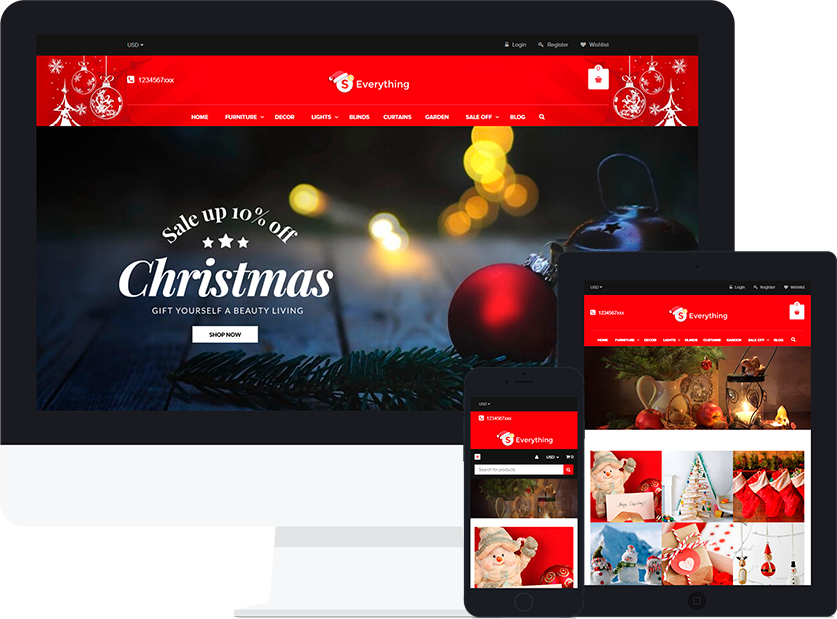 USD
Login Register Wishlist
1234567xxx
S Everything
HOME FURNITURE DECOR LIGHTS BLINDS CURTAINS GARDEN SALE OFF BLOG
Sale up 10% off
Christmas
GIFT YOURSELF A BEAUTY LIVING
SHOP NOW
USD
Login Register Wishlist
1234567xxx
S Everything
HOME FURNITURE DECOR LIGHTS BLINDS CURTAINS GARDEN SALE OFF BLOG
USD
1234567xxx
S Everything
USD 0
Search for products